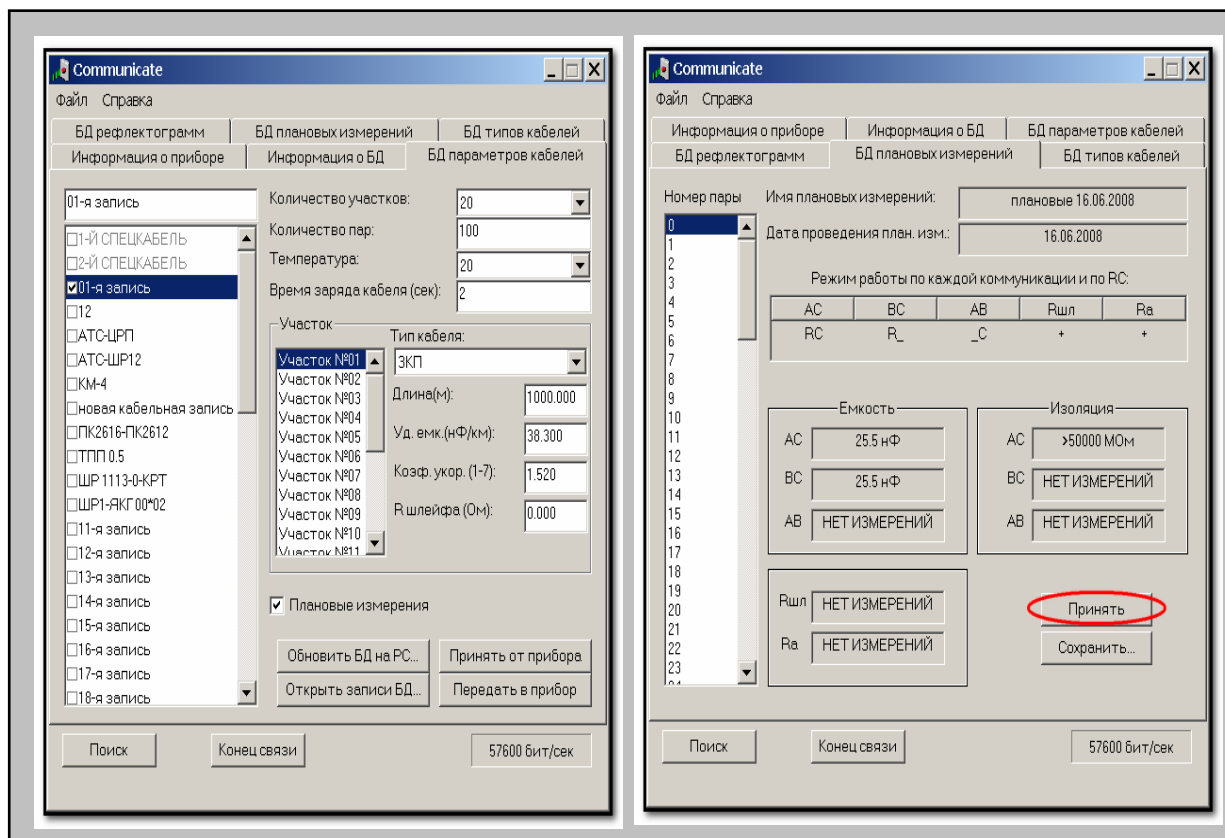 Communicate
Файл Справка
БД рефлектограмм БД плановых измерений БД типов кабелей
Информация о приборе Информация о БД БД параметров кабелей
01-я запись
1-Й СПЕЦКАБЕЛЬ
2-Й СПЕЦКАБЕЛЬ
01-я запись
12
АТС-ЦРП
АТС-ШР12
КМ-4
новая кабельная запись
ПК2616-ПК2612
ТПП 0.5
ШР 1113-0-КРТ
ШР1-ЯКГ00*02
11-я запись
12-я запись
13-я запись
14-я запись
15-я запись
16-я запись
17-я запись
18-я запись
Количество участков: 20
Количество пар: 100
Температура: 20
Время заряда кабеля (сек): 2
Участок
Участок №01
Участок №02
Участок №03
Участок №04
Участок №05
Участок №06
Участок №07
Участок №08
Участок №09
Участок №10
Участок №11
Тип кабеля:
ЗКП
Длина(м): 1000.000
Уд. емк.(нФ/км): 38.300
Коэф. укор. (1-7): 1.520
R шлейфа (Ом): 0.000
Плановые измерения
Обновить БД на PC... Принять от прибора
Открыть записи БД... Передать в прибор
Поиск Конец связи 57600 бит/сек
Communicate
Файл Справка
Информация о приборе Информация о БД БД параметров кабелей
БД рефлектограмм БД плановых измерений БД типов кабелей
Номер пары
0
1
2
3
4
5
6
7
8
9
10
11
12
13
14
15
16
17
18
19
20
21
22
23
Имя плановых измерений: плановые 16.06.2008
Дата проведения план. изм.: 16.06.2008
Режим работы по каждой коммуникации и по RC:
AC BC AB Rшл Ra
RC R_ _C + +
Емкость
AC 25.5 нФ
BC 25.5 нФ
AB НЕТ ИЗМЕРЕНИЙ
Изоляция
AC >50000 МОм
BC НЕТ ИЗМЕРЕНИЙ
AB НЕТ ИЗМЕРЕНИЙ
Rшл НЕТ ИЗМЕРЕНИЙ
Ra НЕТ ИЗМЕРЕНИЙ
Принять
Сохранить...
Поиск Конец связи 57600 бит/сек